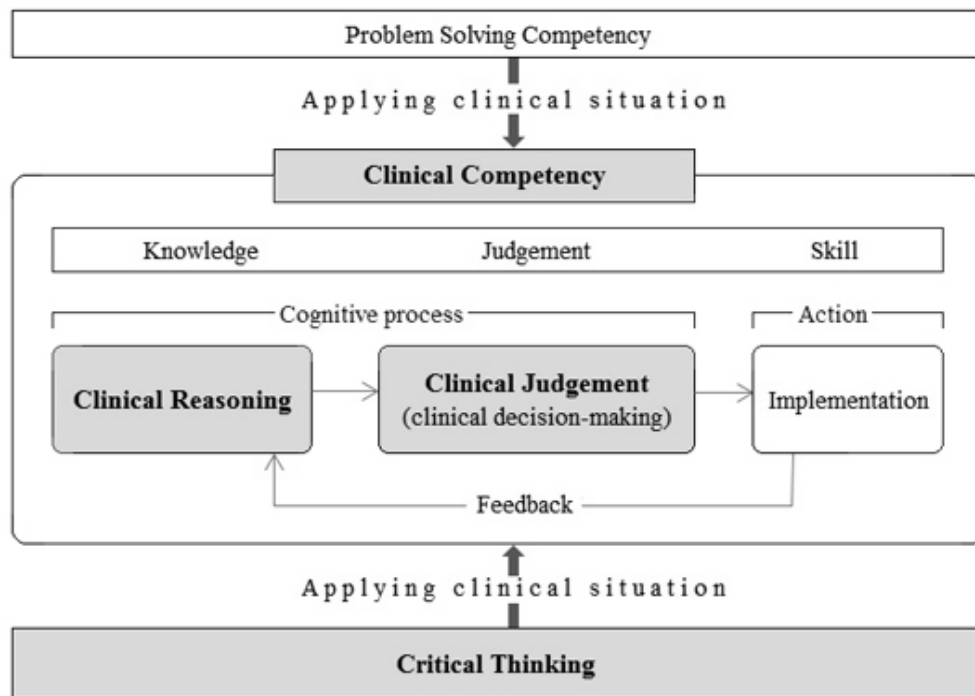 Problem Solving Competency
Applying clinical situation
Clinical Competency
Knowledge Judgement Skill
Cognitive process Action
Clinical Reasoning
Clinical Judgement
(clinical decision-making)
Implementation
Feedback
Applying clinical situation
Critical Thinking